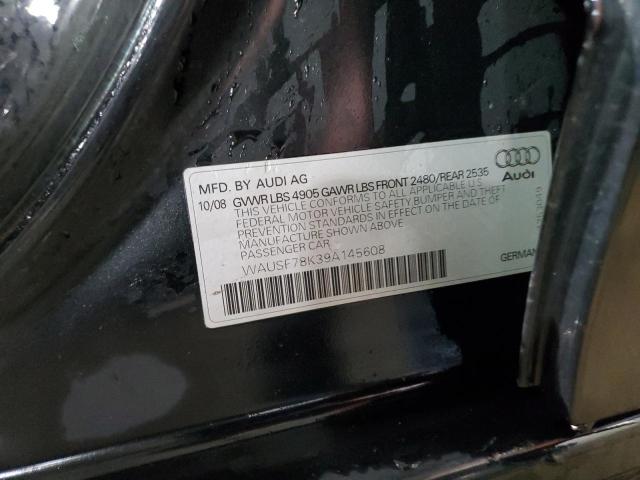 MFD. BY AUDI AG
10/08 GVWR LBS 4905 GAWR LBS FRONT 2480/REAR 2535
THIS VEHICLE CONFORMS TO ALL APPLICABLE U.S.
FEDERAL MOTOR VEHICLE SAFETY BUMPER AND THEFT
PREVENTION STANDARDS IN EFFECT ON THE DATE OF
MANUFACTURE SHOWN ABOVE
PASSENGER CAR
WAUSF78K39A145608
Audi
GERMAN